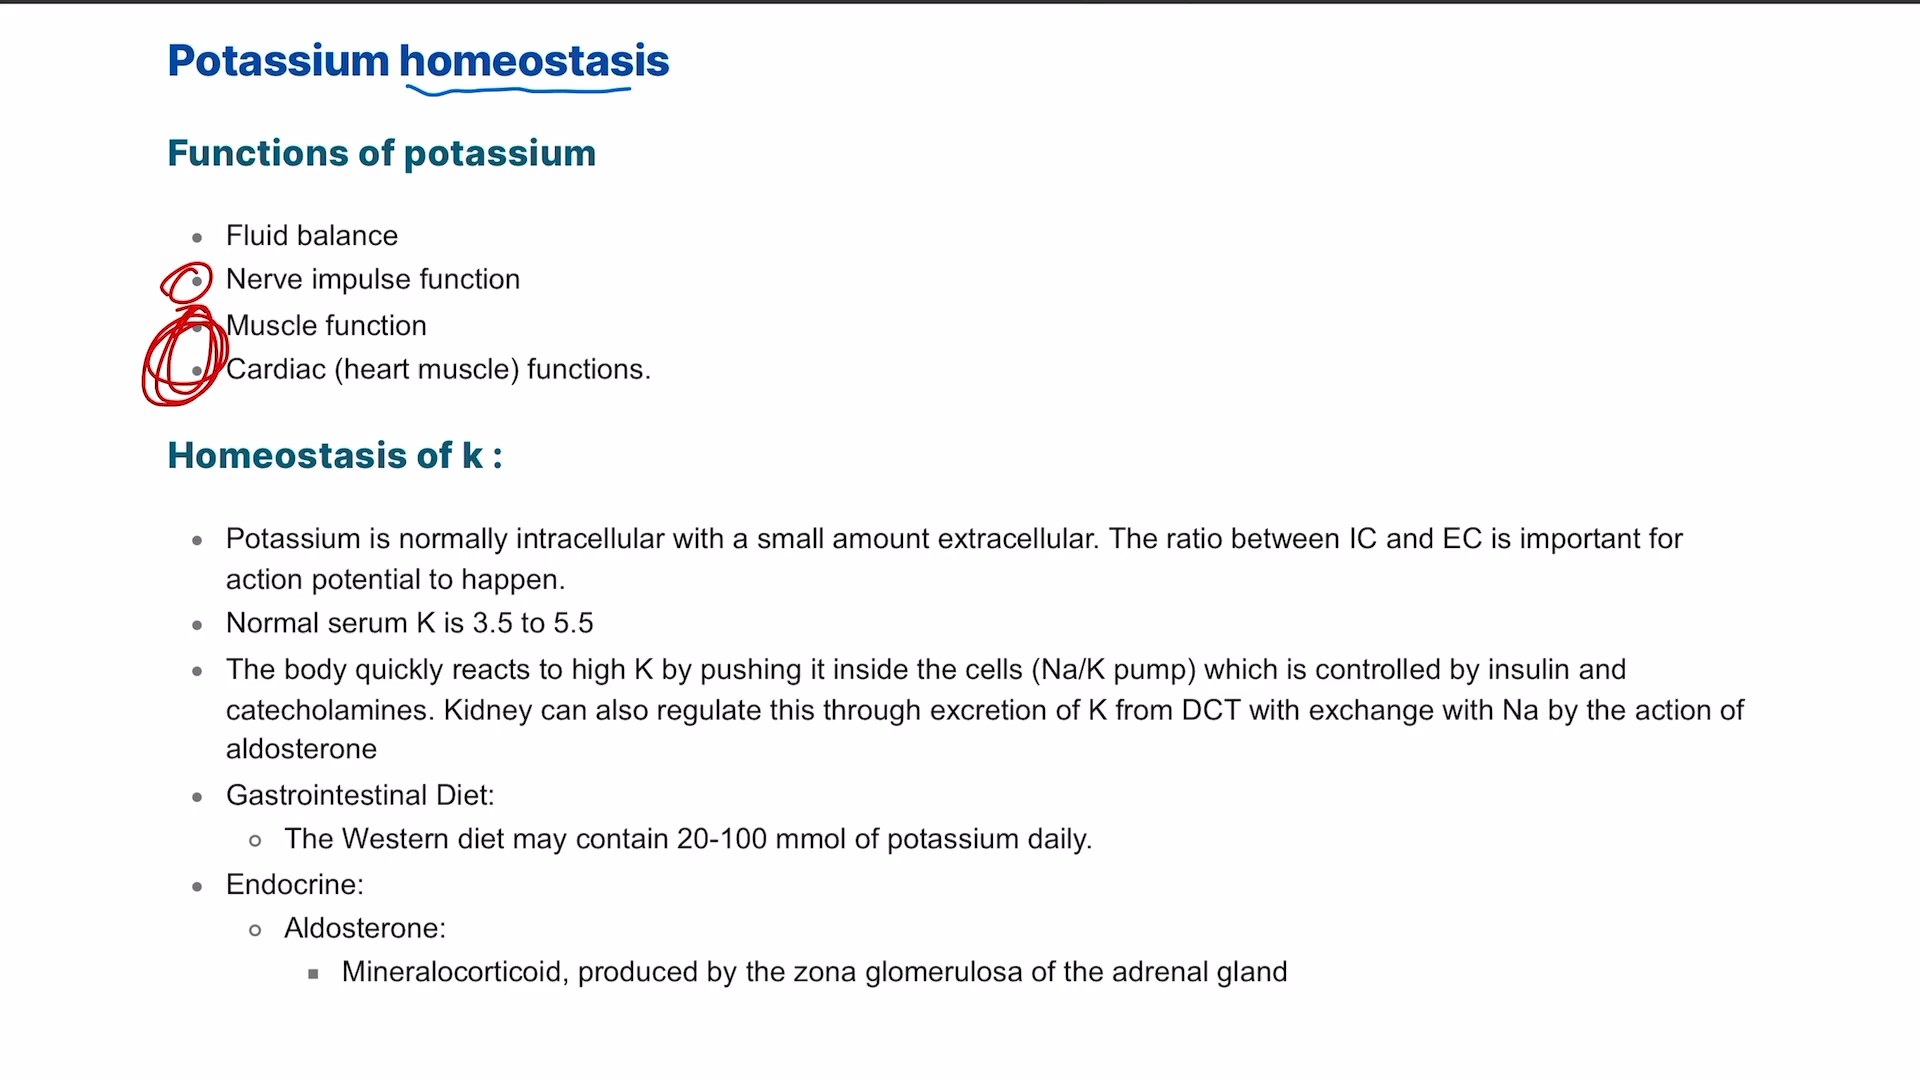 Potassium homeostasis
Functions of potassium
Fluid balance
Nerve impulse function
Muscle function
Cardiac (heart muscle) functions.
Homeostasis of k :
Potassium is normally intracellular with a small amount extracellular. The ratio between IC and EC is important for
action potential to happen.
Normal serum K is 3.5 to 5.5
The body quickly reacts to high K by pushing it inside the cells (Na/K pump) which is controlled by insulin and
catecholamines. Kidney can also regulate this through excretion of K from DCT with exchange with Na by the action of
aldosterone
Gastrointestinal Diet:
The Western diet may contain 20-100 mmol of potassium daily.
Endocrine:
Aldosterone:
Mineralocorticoid, produced by the zona glomerulosa of the adrenal gland